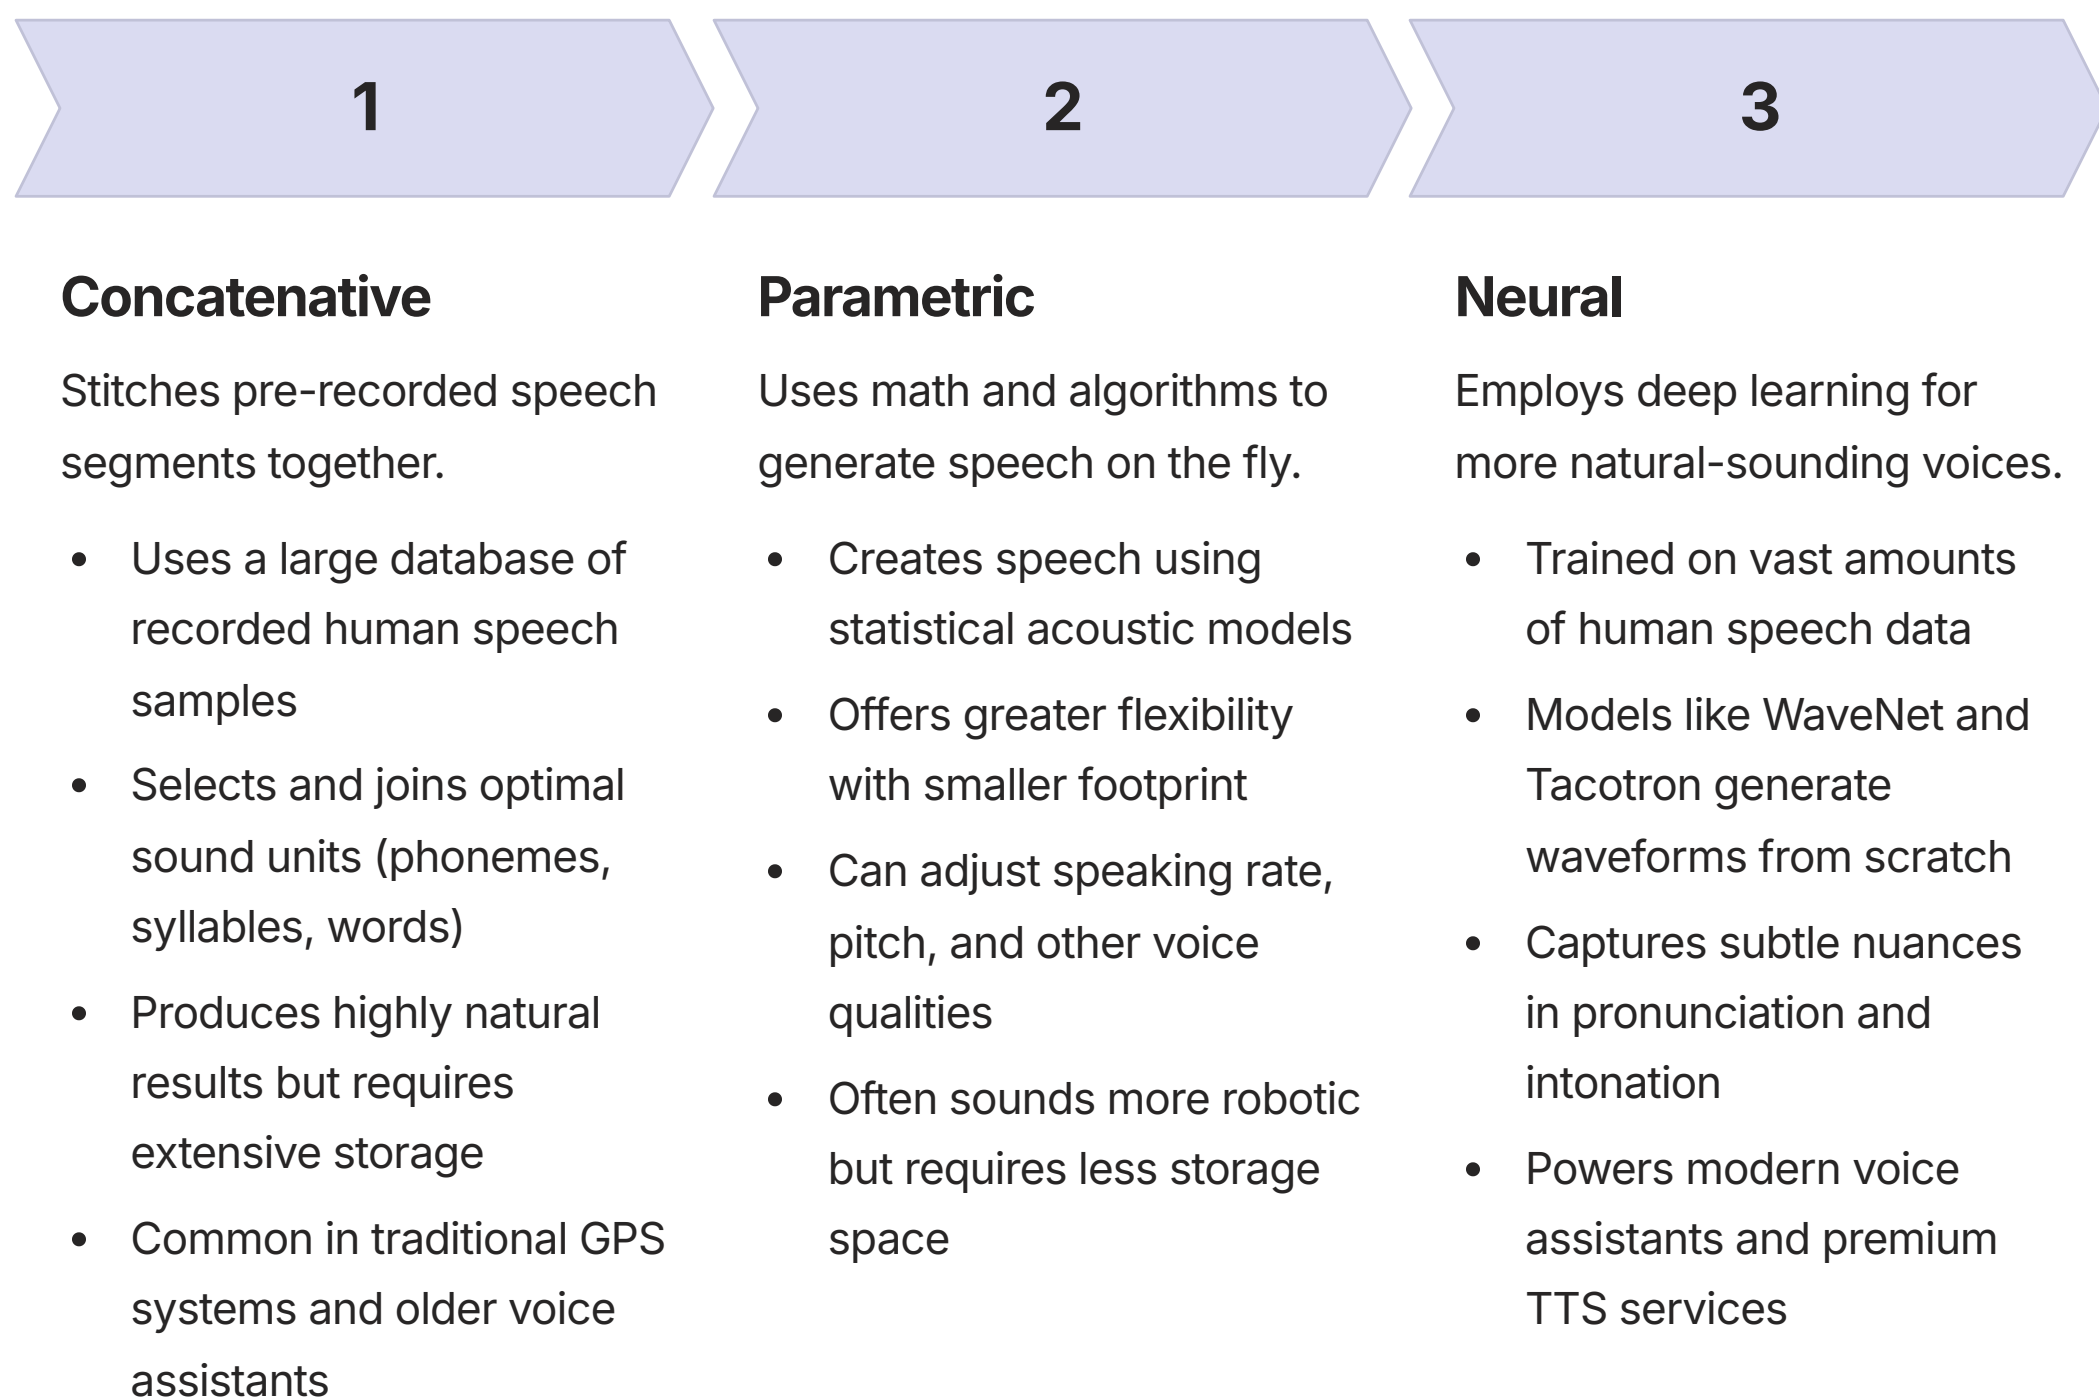 1
Concatenative
Stitches pre-recorded speech
segments together.
• Uses a large database of
recorded human speech
samples
• Selects and joins optimal
sound units (phonemes,
syllables, words)
• Produces highly natural
results but requires
extensive storage
• Common in traditional GPS
systems and older voice
assistants
2
Parametric
Uses math and algorithms to
generate speech on the fly.
• Creates speech using
statistical acoustic models
• Offers greater flexibility
with smaller footprint
• Can adjust speaking rate,
pitch, and other voice
qualities
• Often sounds more robotic
but requires less storage
space
3
Neural
Employs deep learning for
more natural-sounding voices.
• Trained on vast amounts
of human speech data
• Models like WaveNet and
Tacotron generate
waveforms from scratch
• Captures subtle nuances
in pronunciation and
intonation
• Powers modern voice
assistants and premium
TTS services